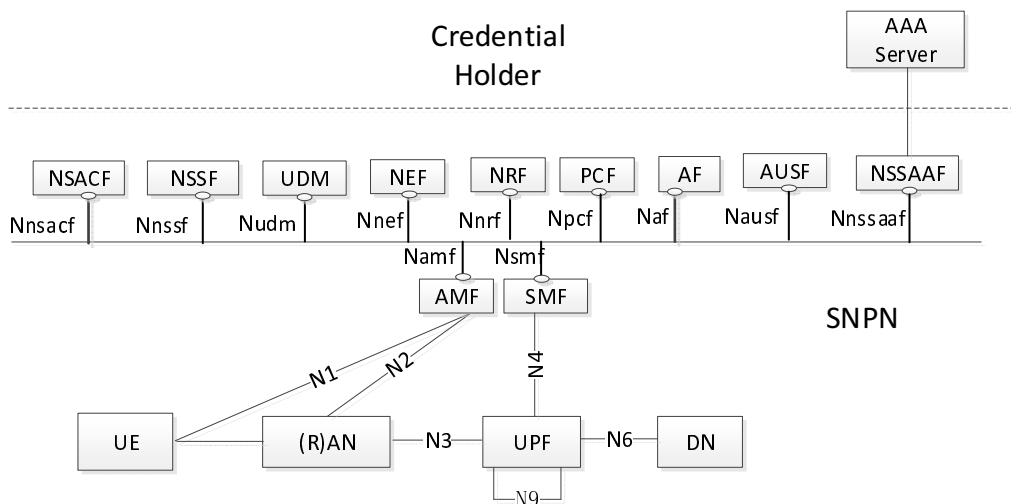 Credential
Holder
AAA
Server
NSACF
NSSF
UDM
NEF
NRF
PCF
AF
AUSF
NSSAAF
Nnsacf
Nnssf
Nudm
Nnef
Nnrf
Npcf
Naf
Nausf
Nnssaaf
Namf
Nsmf
AMF
SMF
SNPN
N1
N2
N4
UE
(R)AN
N3
UPF
N6
DN
N9